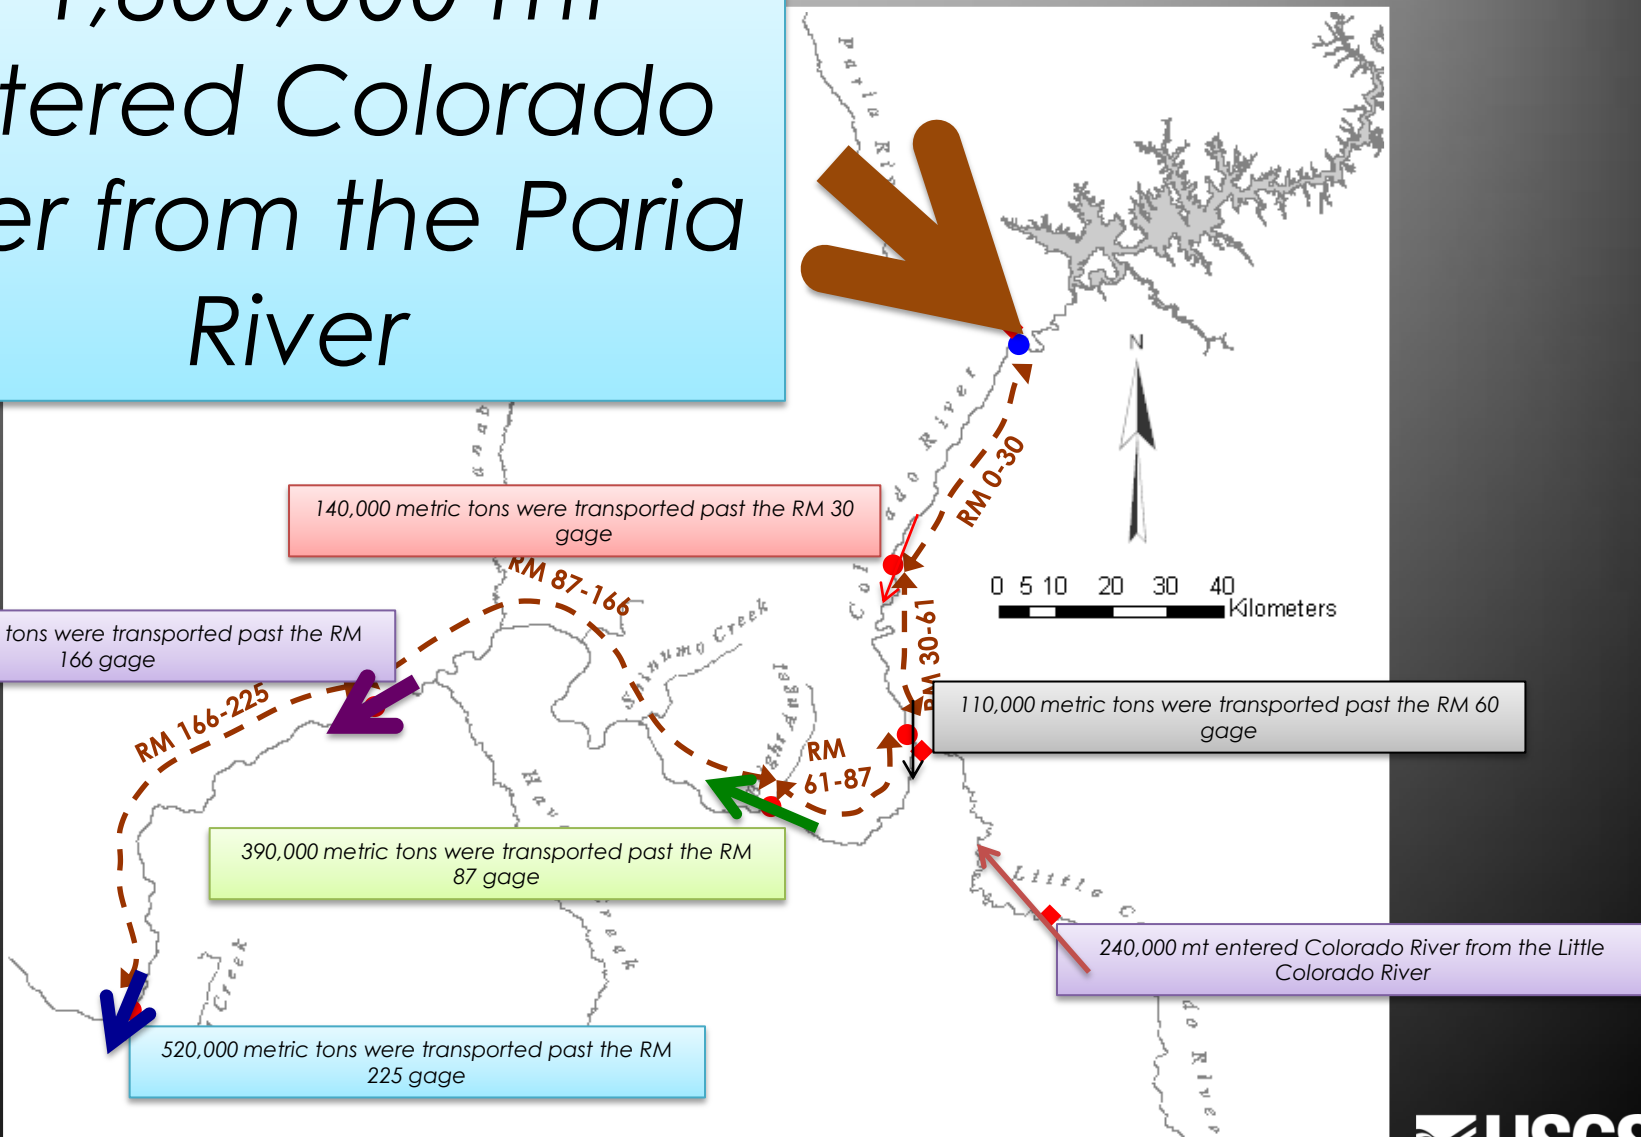 tered Colorado
er from the Paria
River
Paria River
N
RM 0-30
140,000 metric tons were transported past the RM 30
gage
0 5 10 20 30 40
Kilometers
RM 87-166
RM 30-61
Shinumo Creek
tons were transported past the RM
166 gage
RM 166-225
110,000 metric tons were transported past the RM 60
gage
RM
61-87
390,000 metric tons were transported past the RM
87 gage
Little C
240,000 mt entered Colorado River from the Little
Colorado River
Creek
520,000 metric tons were transported past the RM
225 gage
do River
USGS